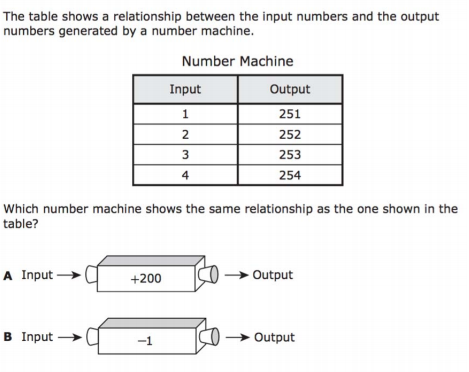 The table shows a relationship between the input numbers and the output
numbers generated by a number machine.
Number Machine
Input Output
1 251
2 252
3 253
4 254
Which number machine shows the same relationship as the one shown in the
table?
A Input +200 Output
B Input −1 Output